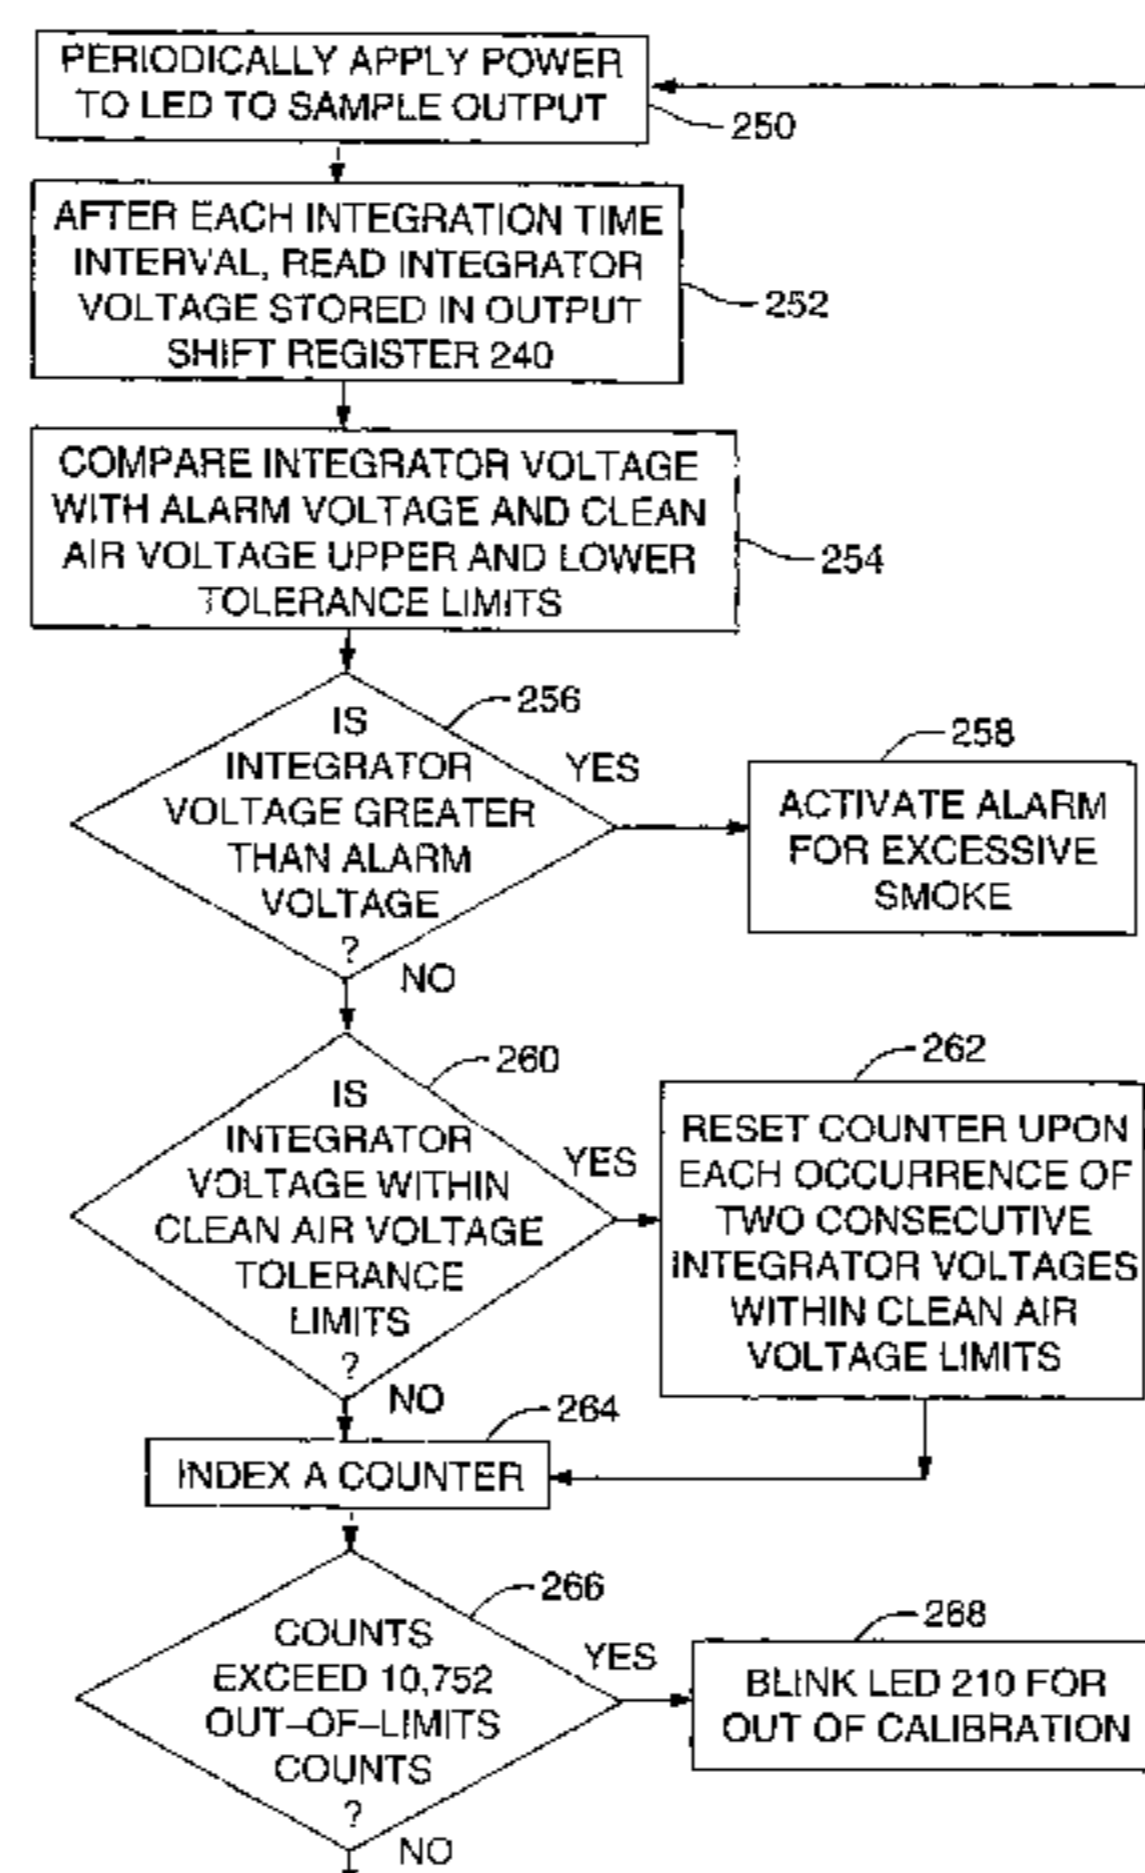 PERIODICALLY APPLY POWER
TO LED TO SAMPLE OUTPUT
250
AFTER EACH INTEGRATION TIME
INTERVAL, READ INTEGRATOR
VOLTAGE STORED IN OUTPUT
SHIFT REGISTER 240
252
COMPARE INTEGRATOR VOLTAGE
WITH ALARM VOLTAGE AND CLEAN
AIR VOLTAGE UPPER AND LOWER
TOLERANCE LIMITS
254
IS
INTEGRATOR
VOLTAGE GREATER
THAN ALARM
VOLTAGE
?
256
YES
NO
258
ACTIVATE ALARM
FOR EXCESSIVE
SMOKE
IS
INTEGRATOR
VOLTAGE WITHIN
CLEAN AIR VOLTAGE
TOLERANCE
LIMITS
?
260
YES
NO
262
RESET COUNTER UPON
EACH OCCURRENCE OF
TWO CONSECUTIVE
INTEGRATOR VOLTAGES
WITHIN CLEAN AIR
VOLTAGE LIMITS
264
INDEX A COUNTER
COUNTS
EXCEED 10,752
OUT-OF-LIMITS
COUNTS
?
266
YES
NO
268
BLINK LED 210 FOR
OUT OF CALIBRATION